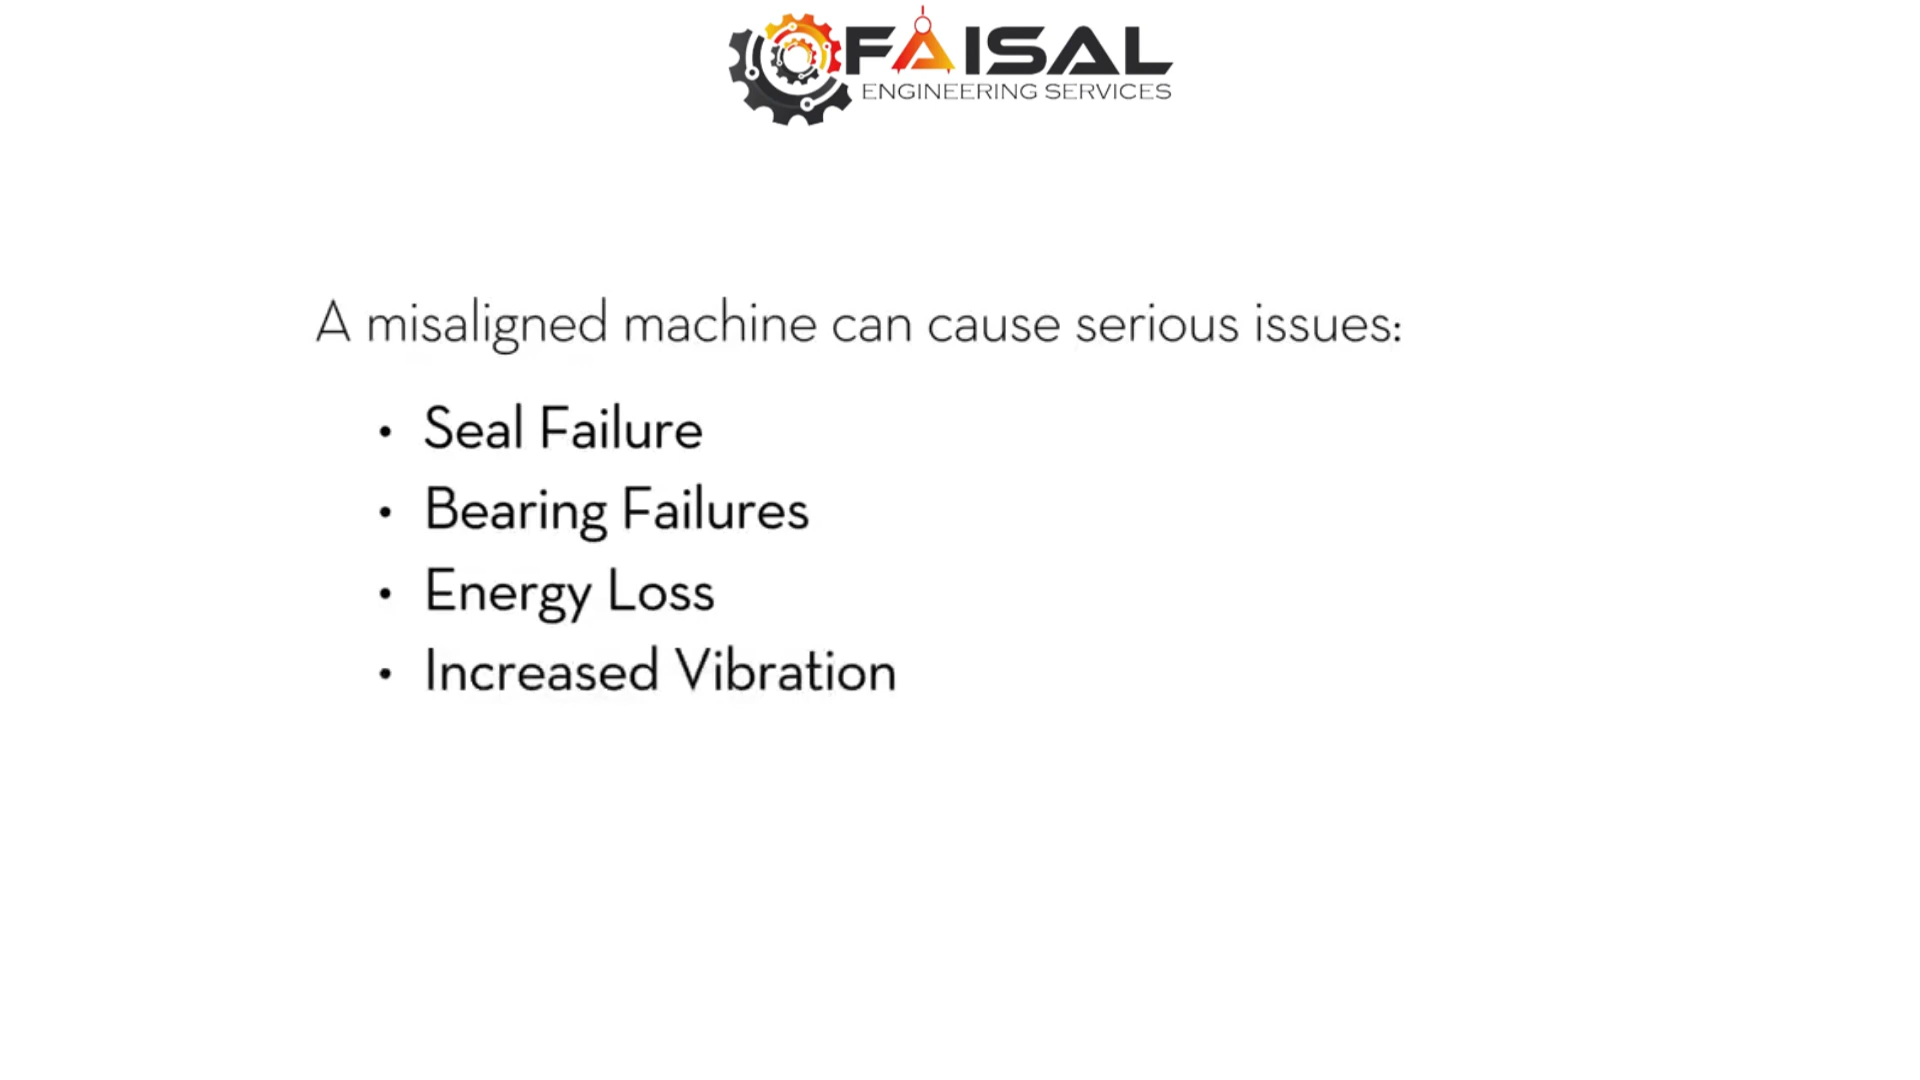 FAISAL
ENGINEERING SERVICES
A misaligned machine can cause serious issues:
• Seal Failure
• Bearing Failures
• Energy Loss
• Increased Vibration